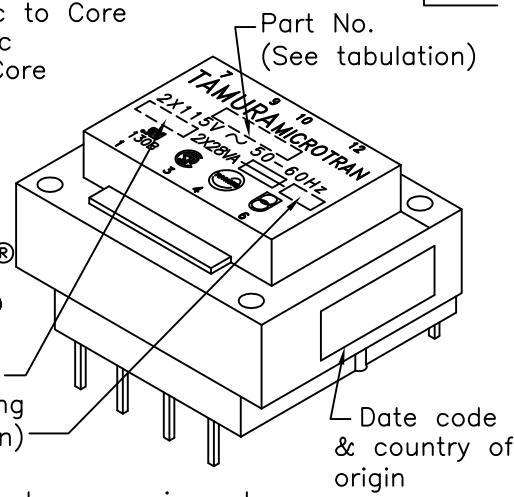 c to Core
c
Core
Part No.
(See tabulation)
7 9 10 12
TAMURA MICROTRAN
2X115V ~ 50-60Hz
130B 2X28VA
1 3 4 6
®
ng
n)
Date code
& country of
origin